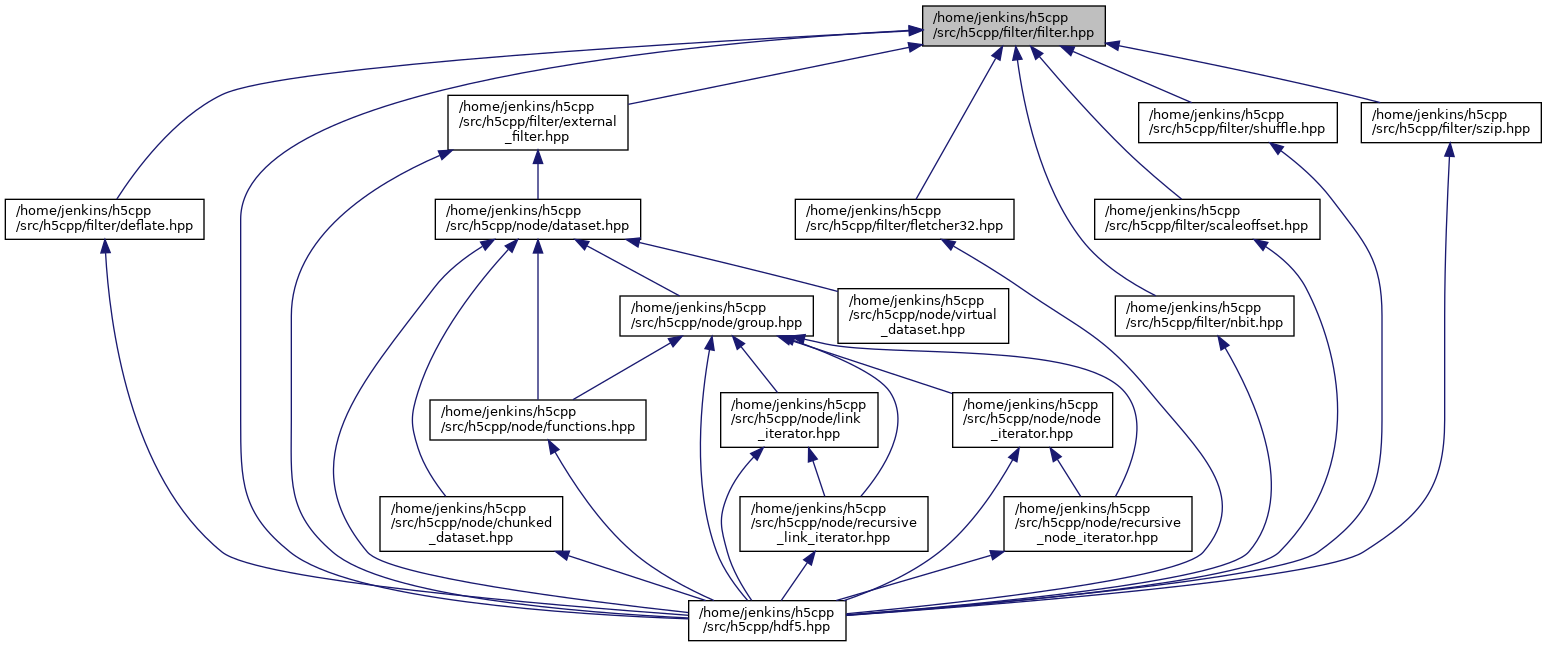 /home/jenkins/h5cpp
/src/h5cpp/filter/filter.hpp
/home/jenkins/h5cpp
/src/h5cpp/filter/external
_filter.hpp
/home/jenkins/h5cpp
/src/h5cpp/filter/shuffle.hpp
/home/jenkins/h5cpp
/src/h5cpp/filter/szip.hpp
/home/jenkins/h5cpp
/src/h5cpp/filter/deflate.hpp
/home/jenkins/h5cpp
/src/h5cpp/node/dataset.hpp
/home/jenkins/h5cpp
/src/h5cpp/filter/fletcher32.hpp
/home/jenkins/h5cpp
/src/h5cpp/filter/scaleoffset.hpp
/home/jenkins/h5cpp
/src/h5cpp/node/group.hpp
/home/jenkins/h5cpp
/src/h5cpp/node/virtual
_dataset.hpp
/home/jenkins/h5cpp
/src/h5cpp/filter/nbit.hpp
/home/jenkins/h5cpp
/src/h5cpp/node/functions.hpp
/home/jenkins/h5cpp
/src/h5cpp/node/link
_iterator.hpp
/home/jenkins/h5cpp
/src/h5cpp/node/node
_iterator.hpp
/home/jenkins/h5cpp
/src/h5cpp/node/chunked
_dataset.hpp
/home/jenkins/h5cpp
/src/h5cpp/node/recursive
_link_iterator.hpp
/home/jenkins/h5cpp
/src/h5cpp/node/recursive
_node_iterator.hpp
/home/jenkins/h5cpp
/src/h5cpp/hdf5.hpp